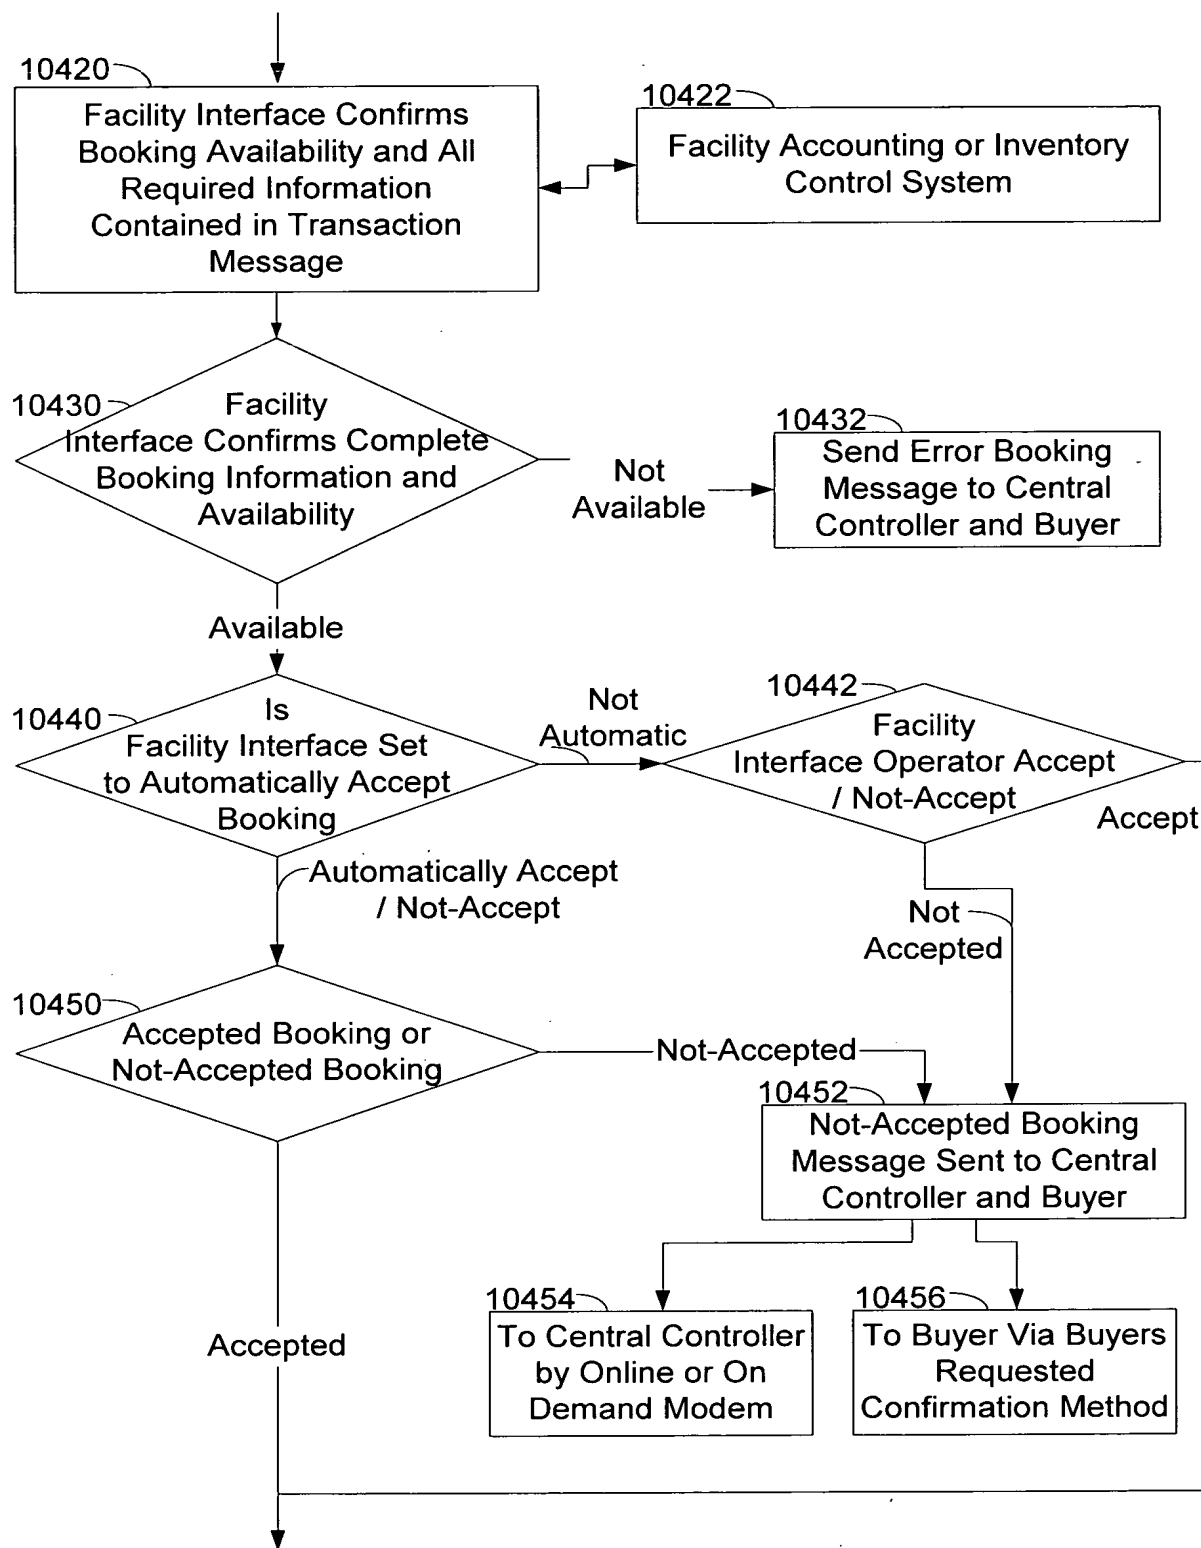 10420
Facility Interface Confirms
Booking Availability and All
Required Information
Contained in Transaction
Message
10422
Facility Accounting or Inventory
Control System
10430
Facility
Interface Confirms Complete
Booking Information and
Availability
Not
Available
10432
Send Error Booking
Message to Central
Controller and Buyer
Available
10440
Is
Facility Interface Set
to Automatically Accept
Booking
Not
Automatic
10442
Facility
Interface Operator Accept
/ Not-Accept
Accept
Automatically Accept
/ Not-Accept
Not
Accepted
10450
Accepted Booking or
Not-Accepted Booking
Not-Accepted
10452
Not-Accepted Booking
Message Sent to Central
Controller and Buyer
10454
To Central Controller
by Online or On
Demand Modem
10456
To Buyer Via Buyers
Requested
Confirmation Method
Accepted